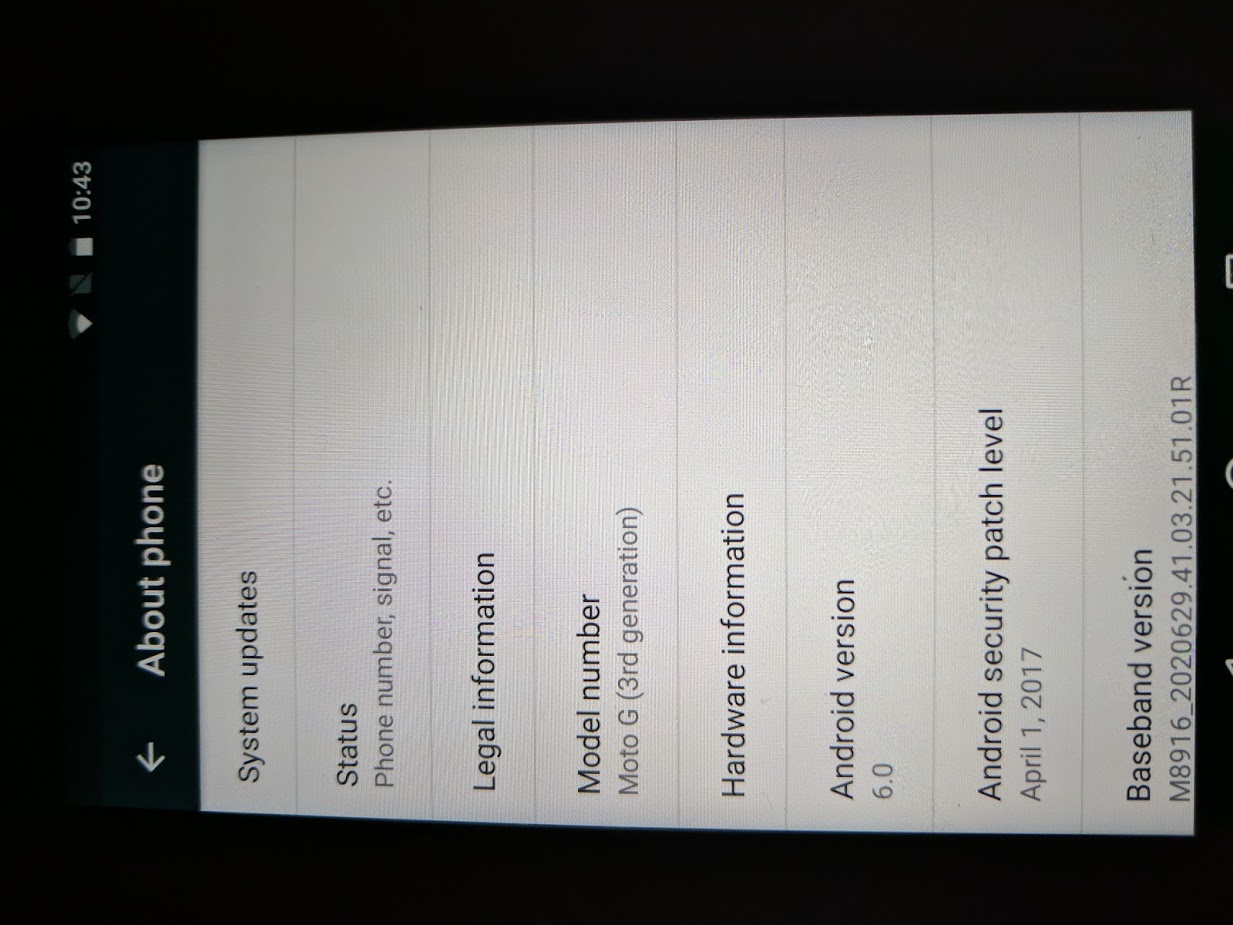 10:43
About phone
System updates
Status
Phone number, signal, etc.
Legal information
Model number
Moto G (3rd generation)
Hardware information
Android version
6.0
Android security patch level
April 1, 2017
Baseband version
M8916_2020629.41.03.21.51.01R